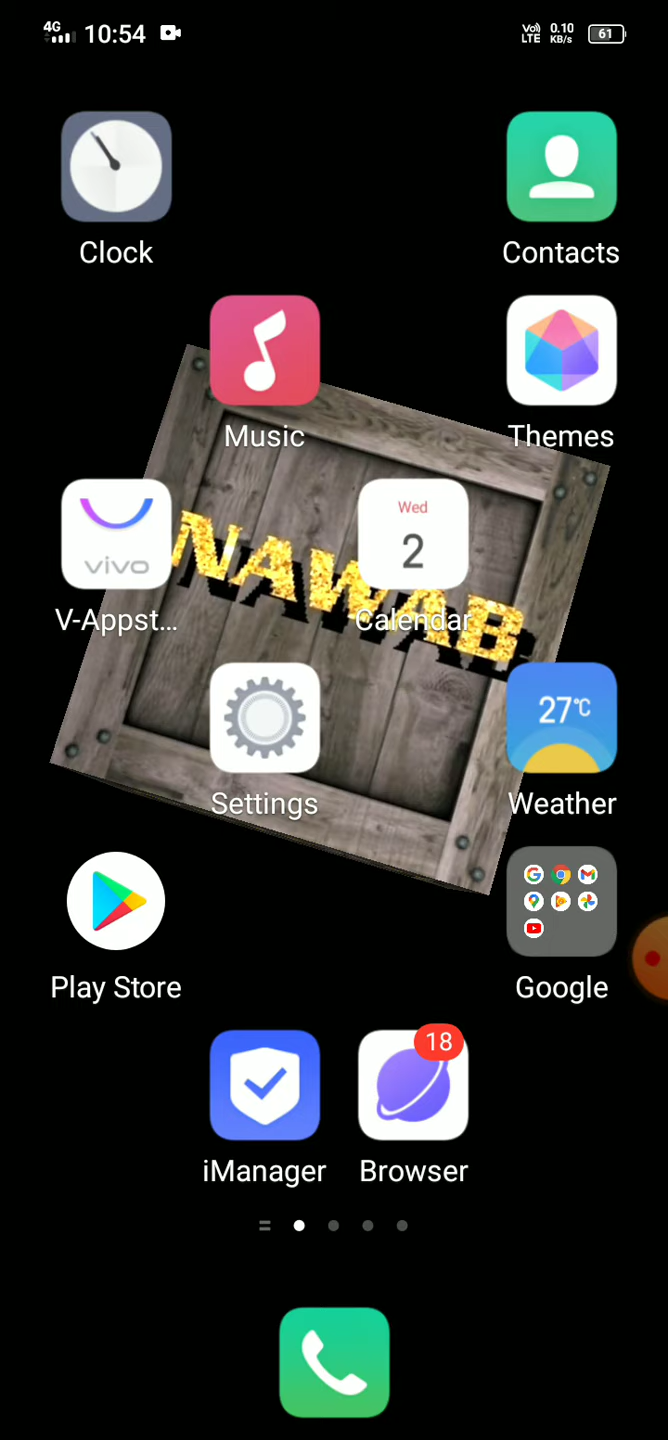 4G 10:54 Vo) LTE 0.10 KB/s 61
Clock Contacts
Music Themes
vivo
Wed
2
NAWAB
V-Appst... Calendar
27°C
Settings Weather
Play Store Google
18
iManager Browser